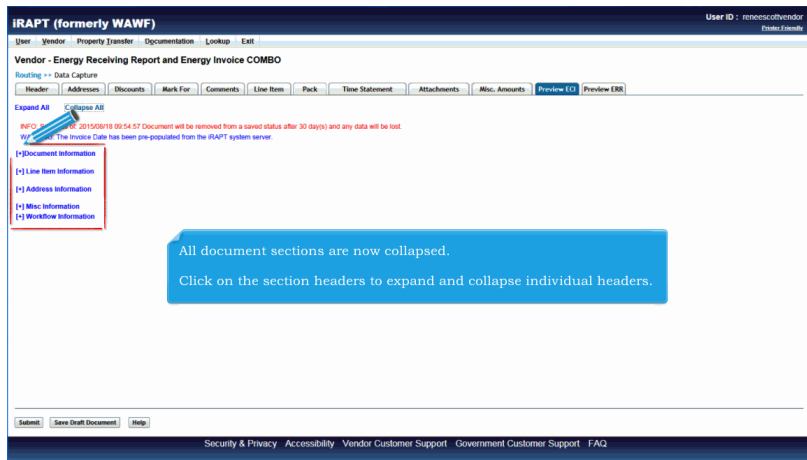 iRAPT (formerly WAWF)
User ID : reneescottvendor
Printer Friendly
User Vendor Property Transfer Documentation Lookup Exit
Vendor - Energy Receiving Report and Energy Invoice COMBO
Routing >> Data Capture
Header Addresses Discounts Mark For Comments Line Item Pack Time Statement Attachments Misc. Amounts Preview ECI Preview ERR
Expand All Collapse All
INFO: of: 2015/08/18 09:54:57 Document will be removed from a saved status after 30 day(s) and any data will be lost.
The Invoice Date has been pre-populated from the iRAPT system server.
[+]Document Information
[+] Line Item Information
[+] Address Information
[+] Misc Information
[+] Workflow Information
All document sections are now collapsed.
Click on the section headers to expand and collapse individual headers.
Submit Save Draft Document Help
Security & Privacy Accessibility Vendor Customer Support Government Customer Support FAQ